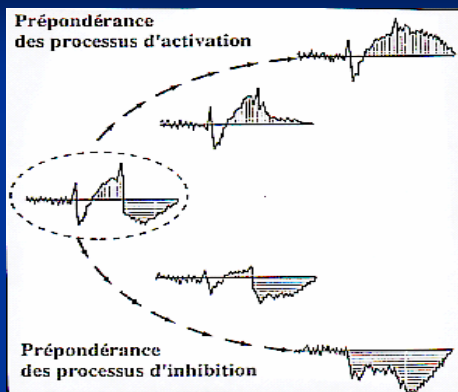 Prépondérance
des processus d'activation
Prépondérance
des processus d'inhibition